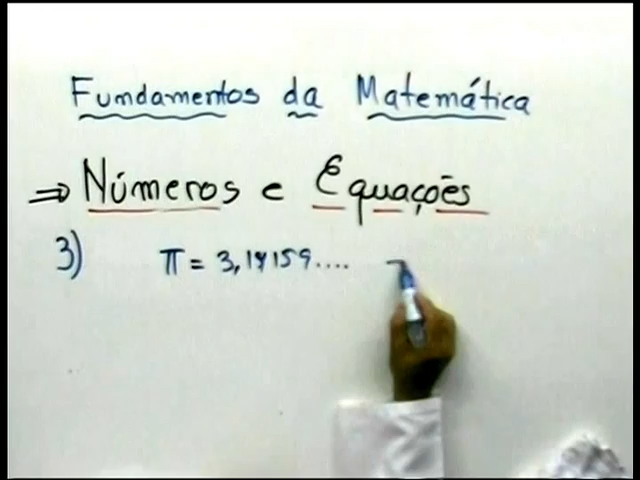 Fundamentos da Matemática
⇒ Números e Equações
3) π = 3,14159....